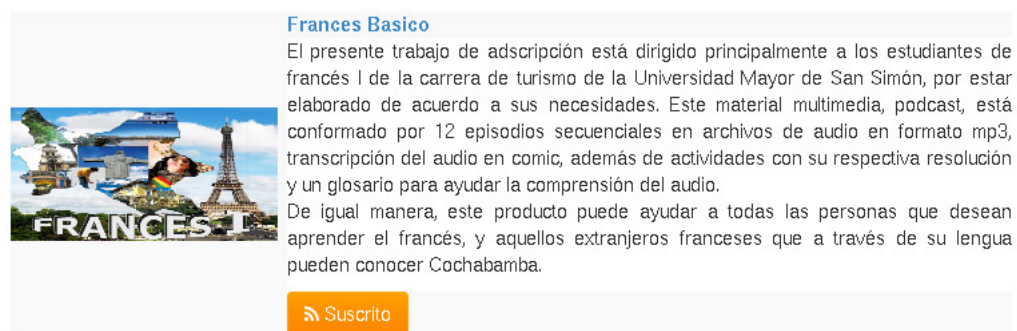 Frances Basico
El presente trabajo de adscripción está dirigido principalmente a los estudiantes de
francés I de la carrera de turismo de la Universidad Mayor de San Simón, por estar
elaborado de acuerdo a sus necesidades. Este material multimedia, podcast, está
conformado por 12 episodios secuenciales en archivos de audio en formato mp3,
transcripción del audio en comic, además de actividades con su respectiva resolución
y un glosario para ayudar la comprensión del audio.
De igual manera, este producto puede ayudar a todas las personas que desean
aprender el francés, y aquellos extranjeros franceses que a través de su lengua
pueden conocer Cochabamba.
FRANCES 1
Suscrito